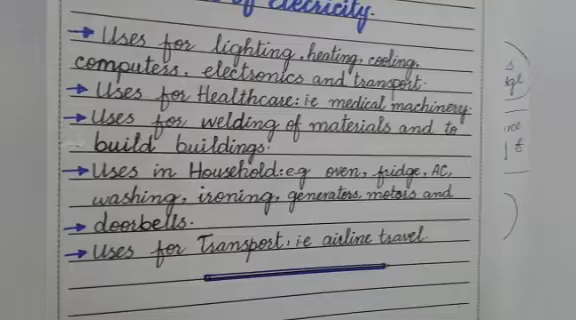 of Electricity.
→ Uses for lighting, heating, cooling,
computers, electronics and transport.
→ Uses for Healthcare: ie medical machinery.
→ Uses for welding of materials and to
build buildings.
→ Uses in Household: eg oven, fridge, AC,
washing, ironing, generators, motors and
→ doorbells.
→ Uses for Transport, ie airline travel.